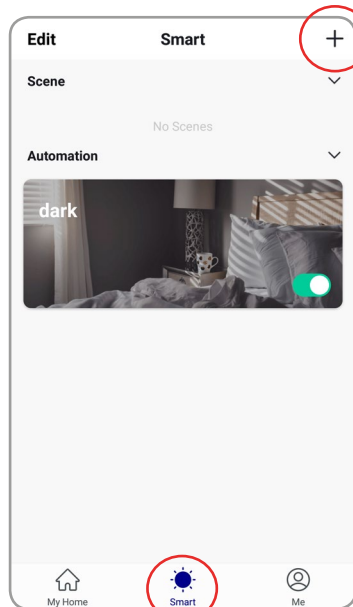 Edit Smart +
Scene
No Scenes
Automation
dark
My Home Smart Me